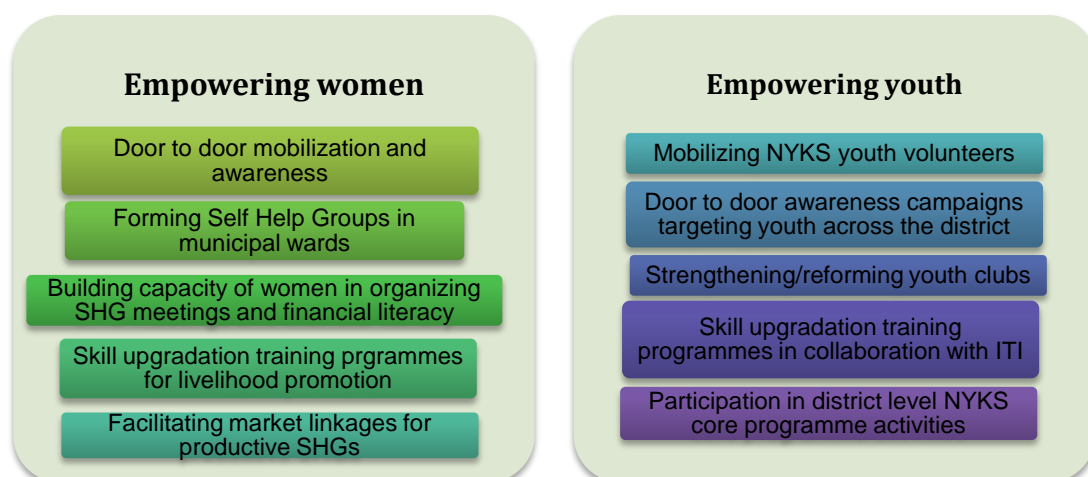 Empowering women
Door to door mobilization and
awareness
Forming Self Help Groups in
municipal wards
Building capacity of women in organizing
SHG meetings and financial literacy
Skill upgradation training prgrammes
for livelihood promotion
Facilitating market linkages for
productive SHGs
Empowering youth
Mobilizing NYKS youth volunteers
Door to door awareness campaigns
targeting youth across the district
Strengthening/reforming youth clubs
Skill upgradation training
programmes in collaboration with ITI
Participation in district level NYKS
core programme activities